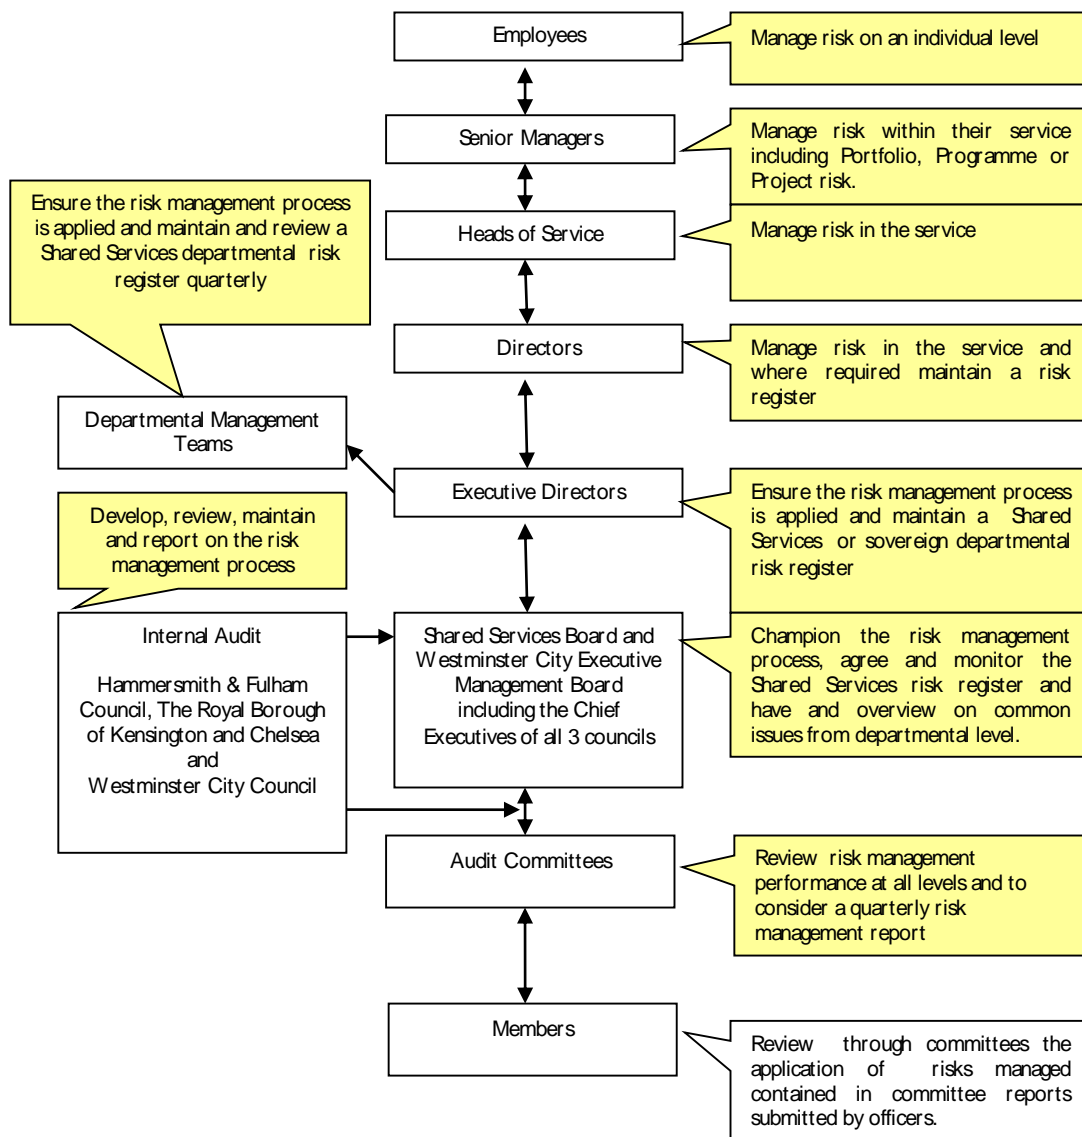 Employees
Manage risk on an individual level
Senior Managers
Manage risk within their service
including Portfolio, Programme or
Project risk.
Ensure the risk management process
is applied and maintain and review a
Shared Services departmental risk
register quarterly
Heads of Service
Manage risk in the service
Directors
Manage risk in the service and
where required maintain a risk
register
Departmental Management
Teams
Executive Directors
Ensure the risk management process
is applied and maintain a Shared
Services or sovereign departmental
risk register
Develop, review, maintain
and report on the risk
management process
Internal Audit
Hammersmith & Fulham
Council, The Royal Borough
of Kensington and Chelsea
and
Westminster City Council
Shared Services Board and
Westminster City Executive
Management Board
including the Chief
Executives of all 3 councils
Champion the risk management
process, agree and monitor the
Shared Services risk register and
have and overview on common
issues from departmental level.
Audit Committees
Review risk management
performance at all levels and to
consider a quarterly risk
management report
Members
Review through committees the
application of risks managed
contained in committee reports
submitted by officers.